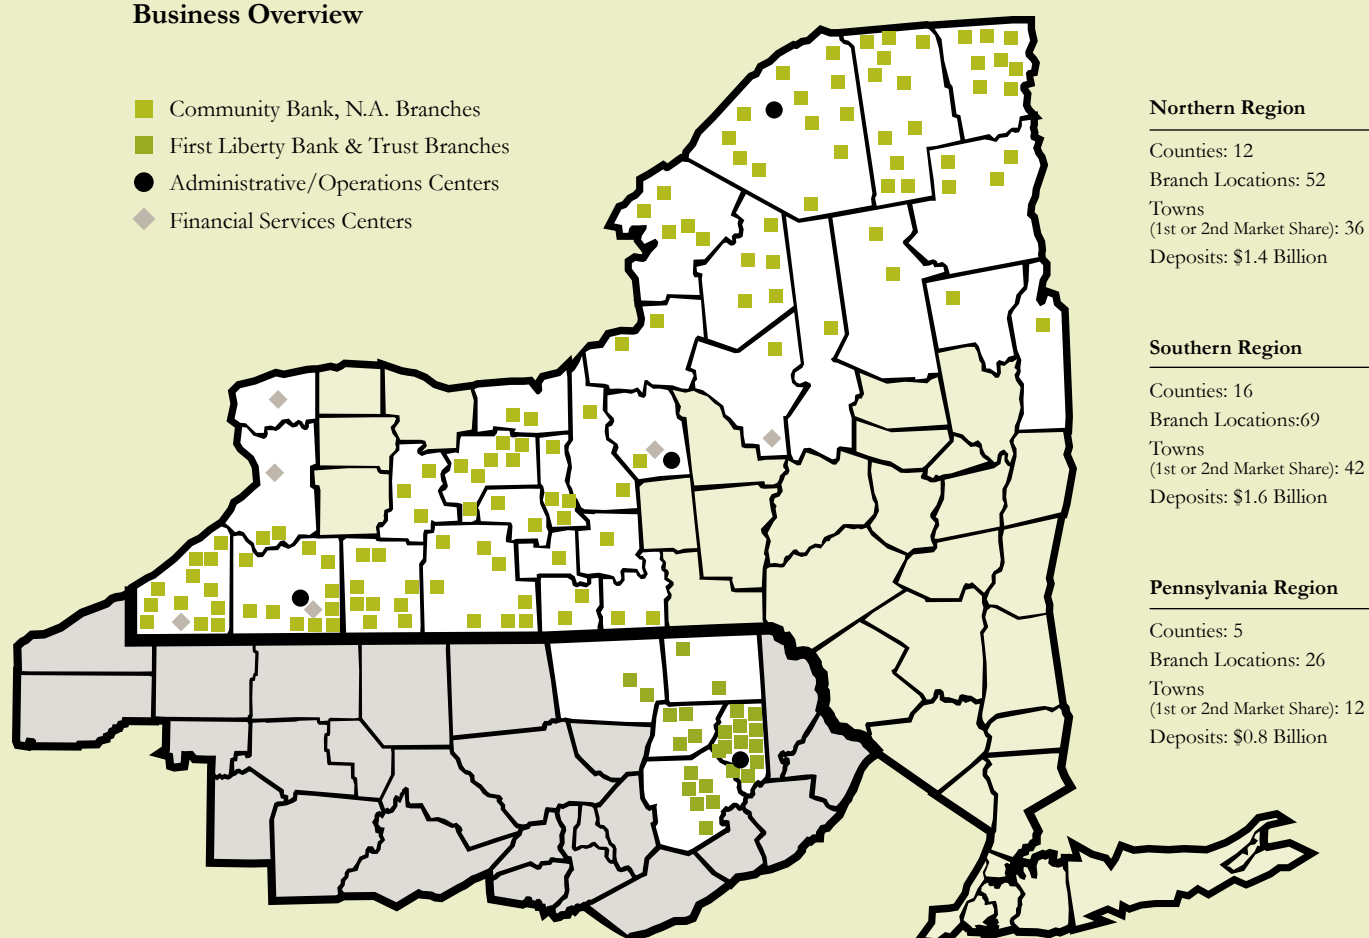 Business Overview
Community Bank, N.A. Branches
First Liberty Bank & Trust Branches
Administrative/Operations Centers
Financial Services Centers
Northern Region
Counties: 12
Branch Locations: 52
Towns
(1st or 2nd Market Share): 36
Deposits: $1.4 Billion
Southern Region
Counties: 16
Branch Locations:69
Towns
(1st or 2nd Market Share): 42
Deposits: $1.6 Billion
Pennsylvania Region
Counties: 5
Branch Locations: 26
Towns
(1st or 2nd Market Share): 12
Deposits: $0.8 Billion